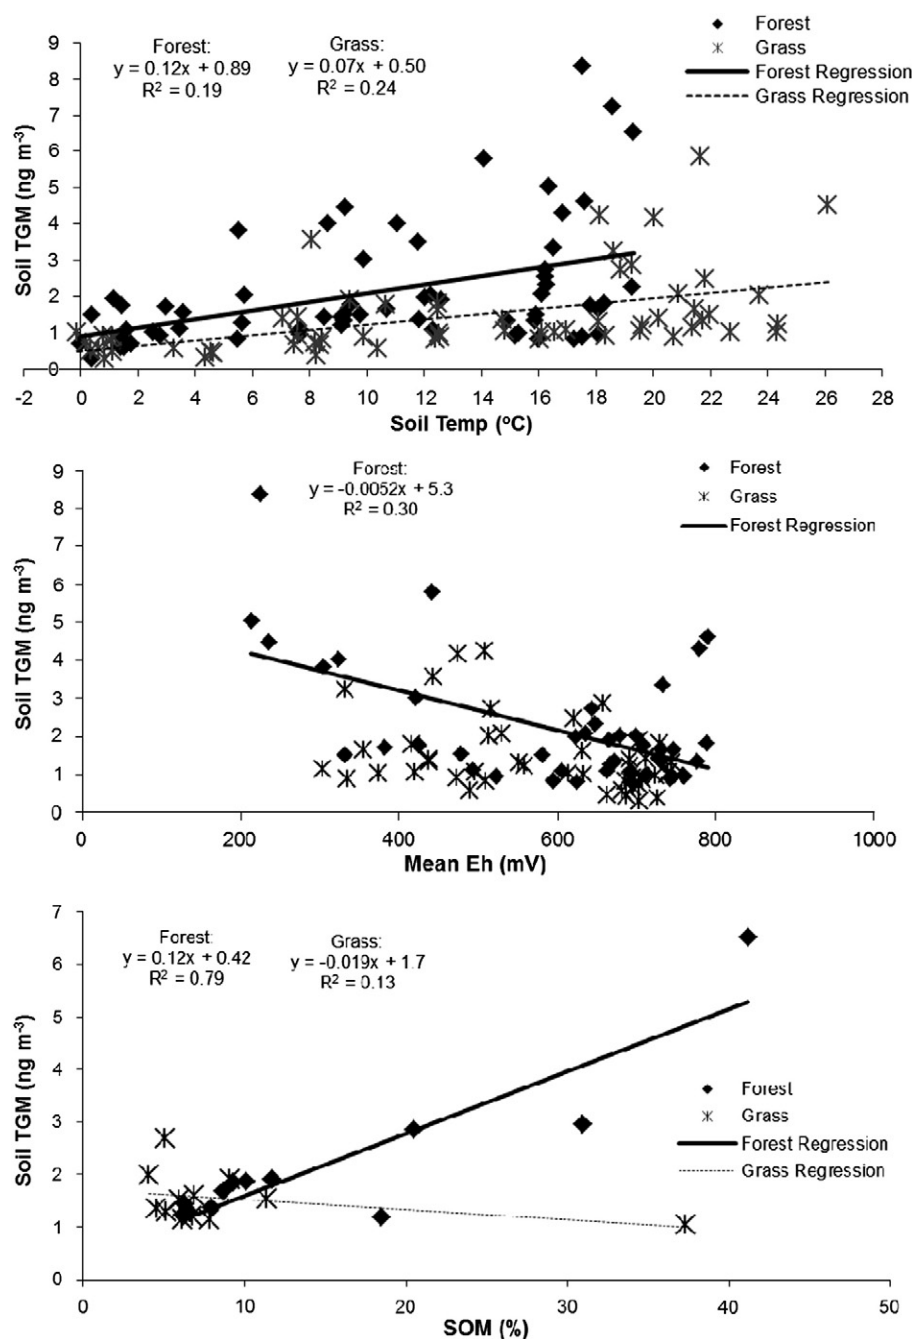 Forest:
y = 0.12x + 0.89
R² = 0.19
Grass:
y = 0.07x + 0.50
R² = 0.24
Forest
Grass
Forest Regression
Grass Regression
Soil TGM (ng m⁻³)
9
8
7
6
5
4
3
2
1
0
-2 0 2 4 6 8 10 12 14 16 18 20 22 24 26 28
Soil Temp (ºC)
Forest:
y = -0.0052x + 5.3
R² = 0.30
Forest
Grass
Forest Regression
Soil TGM (ng m⁻³)
9
8
7
6
5
4
3
2
1
0
0 200 400 600 800 1000
Mean Eh (mV)
Forest:
y = 0.12x + 0.42
R² = 0.79
Grass:
y = -0.019x + 1.7
R² = 0.13
Forest
Grass
Forest Regression
Grass Regression
Soil TGM (ng m⁻³)
7
6
5
4
3
2
1
0
0 10 20 30 40 50
SOM (%)